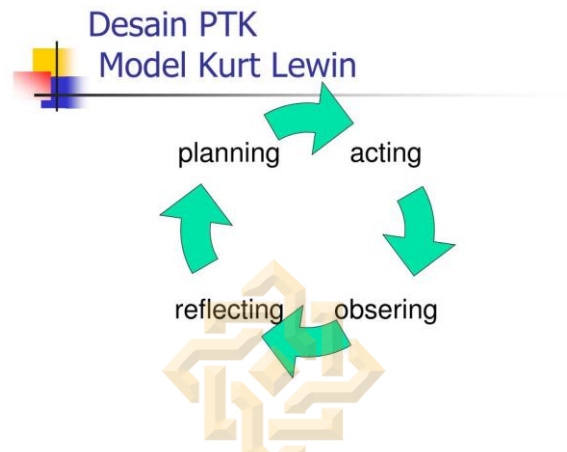 Desain PTK
Model Kurt Lewin
planning acting
reflecting obsering